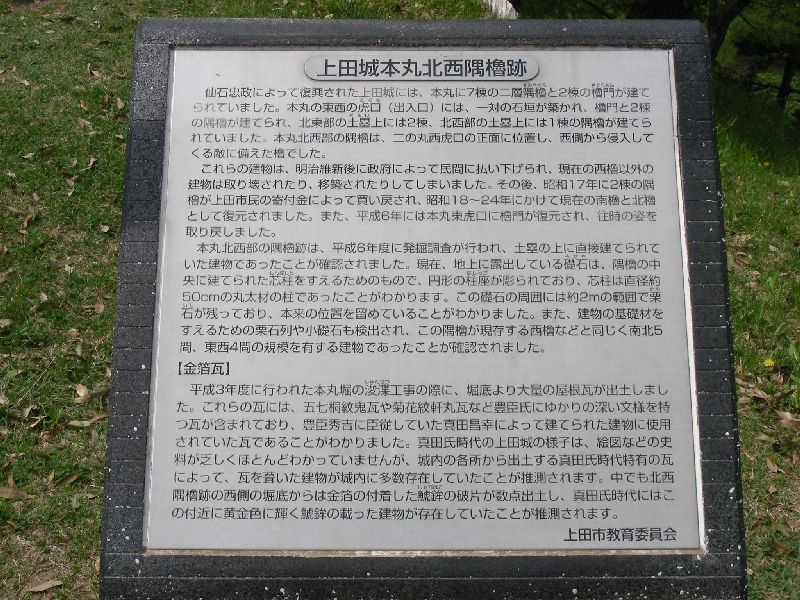 上田城本丸北西隅櫓跡
仙石忠政によって復興された上田城には、本丸に7棟の二層隅櫓と2棟の櫓門が建て
られていました。本丸の東西の虎口（出入口）には、一対の石垣が築かれ、櫓門と2棟
の隅櫓が建てられ、北東部の土塁上には2棟、北西部の土塁上には1棟の隅櫓が建てら
れていました。本丸北西部の隅櫓は、二の丸西虎口の正面に位置し、西側から侵入して
くる敵に備えた櫓でした。
これらの建物は、明治維新後に政府によって民間に払い下げられ、現在の西櫓以外の
建物は取り壊されたり、移築されたりしてしまいました。その後、昭和17年に2棟の隅
櫓が上田市民の寄付金によって買い戻され、昭和18〜24年にかけて現在の南櫓と北櫓
として復元されました。また、平成6年には本丸東虎口に櫓門が復元され、往時の姿を
取り戻しました。
本丸北西部の隅櫓跡は、平成6年度に発掘調査が行われ、土塁の上に直接建てられて
いた建物であったことが確認されました。現在、地上に露出している礎石は、隅櫓の中
央に建てられた芯柱をすえるためのもので、円形の柱座が彫られており、芯柱は直径約
50cmの丸太材の柱であったことがわかります。この礎石の周囲には約2mの範囲で栗
石が残っており、本来の位置を留めていることがわかりました。また、建物の基礎材を
すえるための栗石列や小礎石も検出され、この隅櫓が現存する西櫓などと同じく南北5
間、東西4間の規模を有する建物であったことが確認されました。
【金箔瓦】
平成3年度に行われた本丸堀の浚渫工事の際に、堀底より大量の屋根瓦が出土しまし
た。これらの瓦には、五七桐紋鬼瓦や菊花紋軒丸瓦など豊臣氏にゆかりの深い文様を持
つ瓦が含まれており、豊臣秀吉に臣従していた真田昌幸によって建てられた建物に使用
されていた瓦であることがわかりました。真田氏時代の上田城の様子は、絵図などの史
料が乏しくほとんどわかっていませんが、城内の各所から出土する真田氏時代特有の瓦
によって、瓦を葺いた建物が城内に多数存在していたことが推測されます。中でも北西
隅櫓跡の西側の堀底からは金箔の付着した鯱鉾の破片が数点出土し、真田氏時代にはこ
の付近に黄金色に輝く鯱鉾の載った建物が存在していたことが推測されます。
上田市教育委員会